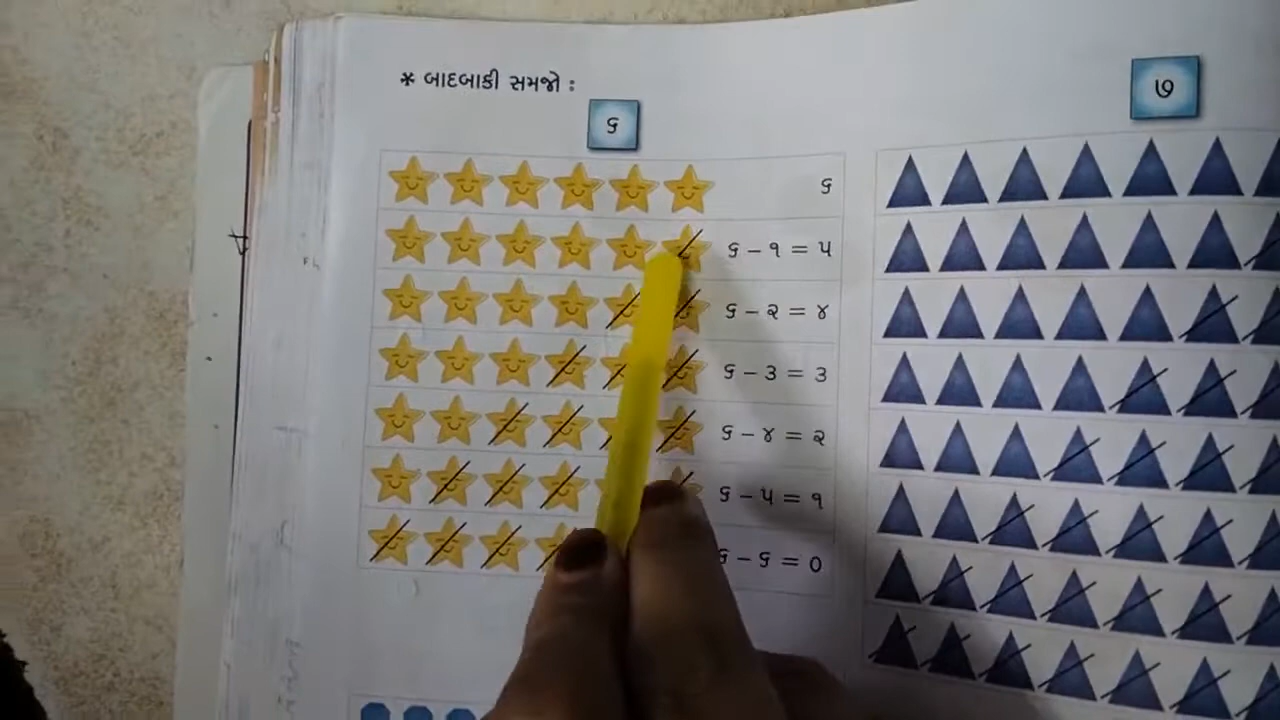 * બાદબાકી સમજો :
૬
૭
૬
૬ – ૧ = ૫
૬ – ૨ = ૪
૬ – ૩ = ૩
૬ – ૪ = ૨
૬ – ૫ = ૧
૬ – ૬ = ૦